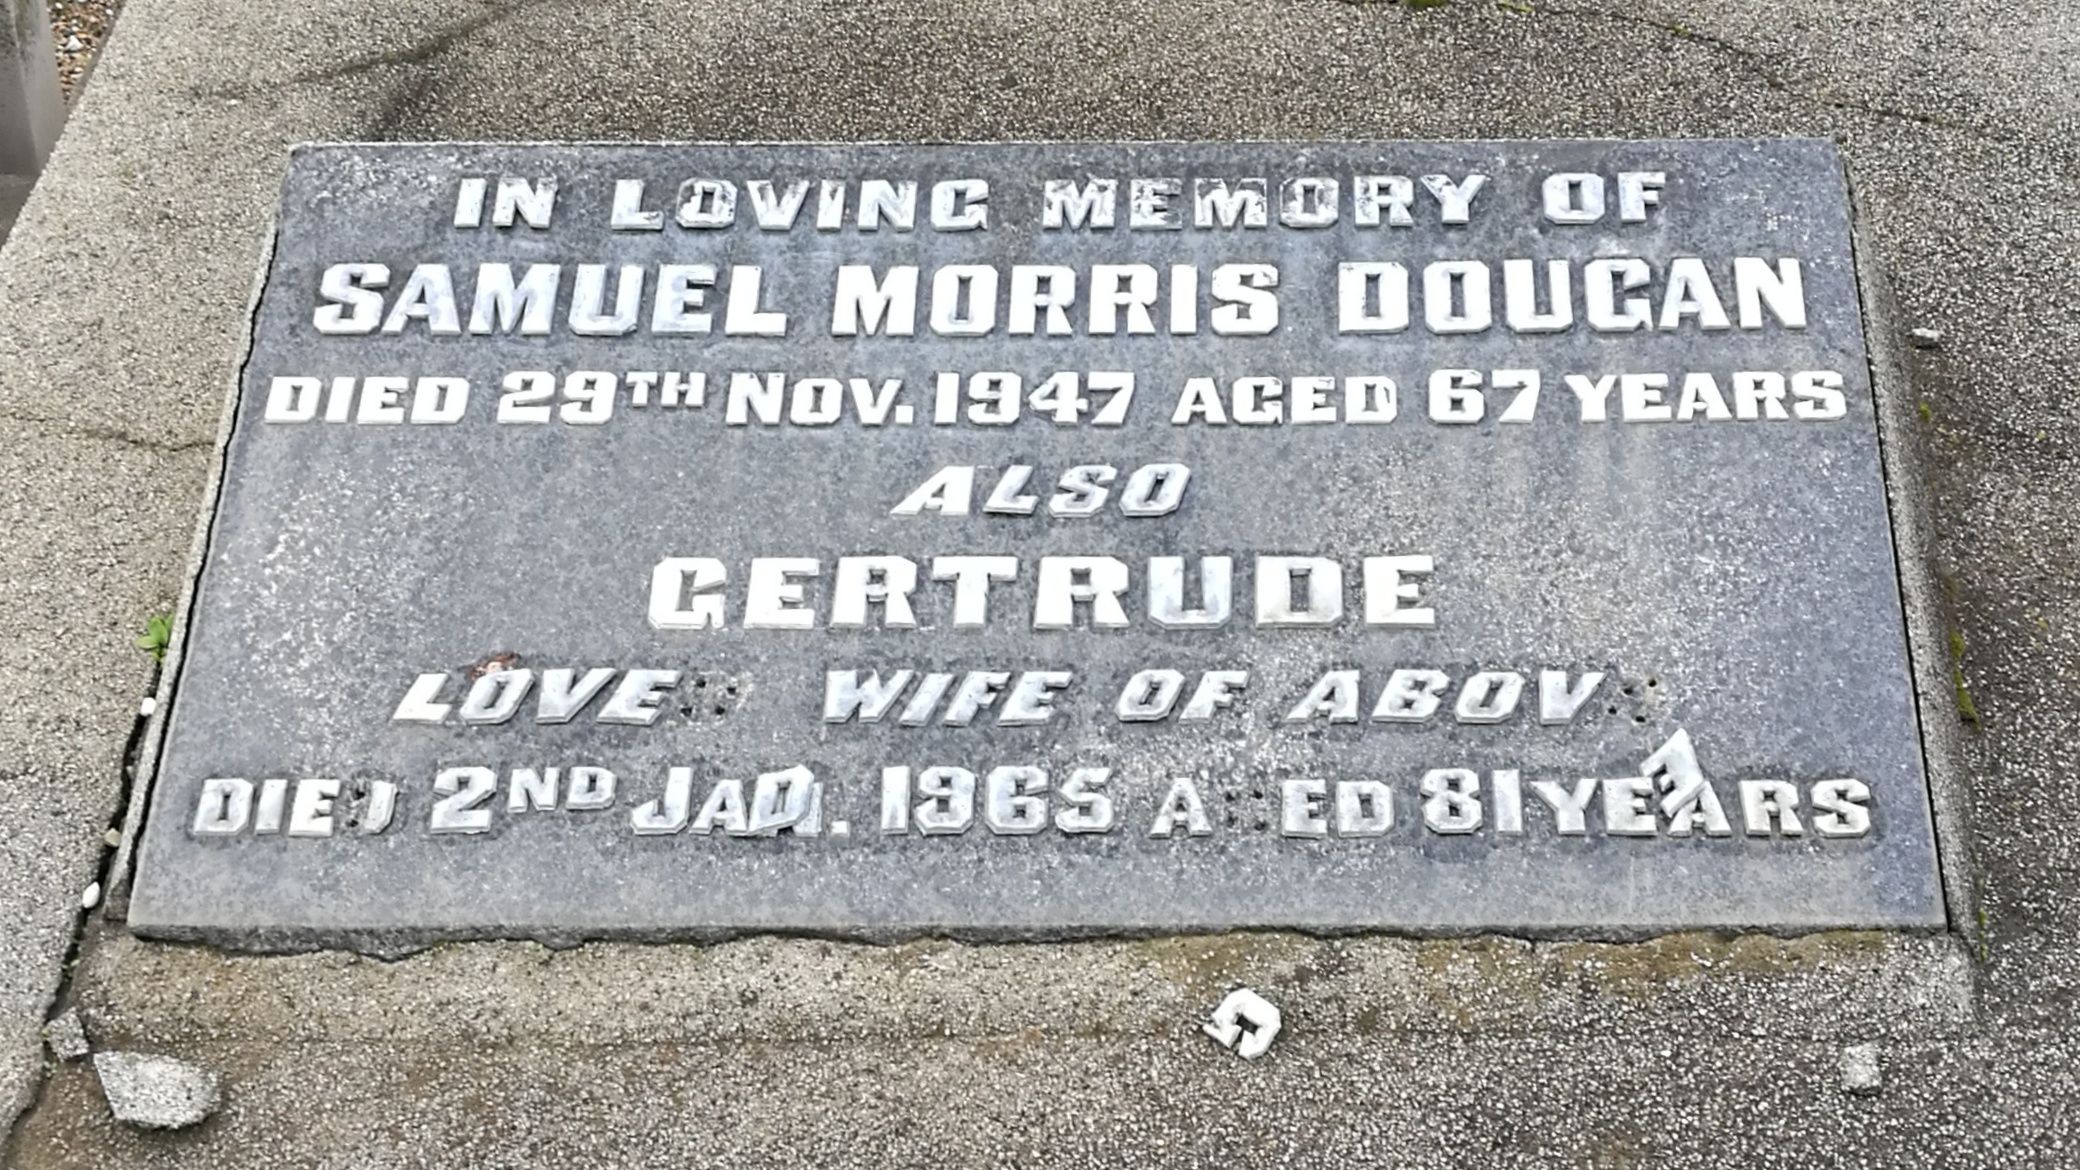 IN LOVING MEMORY OF
SAMUEL MORRIS DOUGAN
DIED 29TH NOV. 1947 AGED 67 YEARS
ALSO
GERTRUDE
LOVE WIFE OF ABOV
DIED 2ND JAN. 1965 A ED 81 YEARS
G